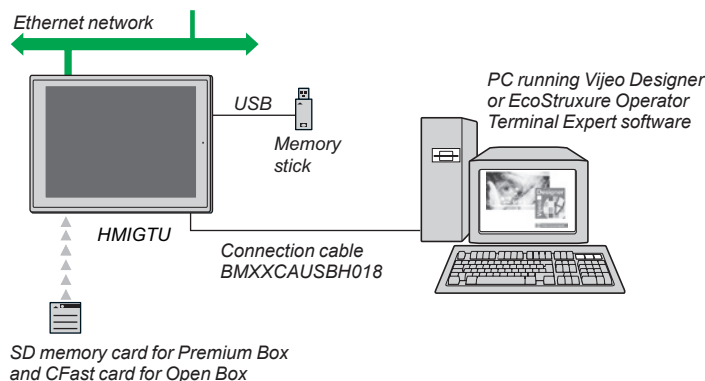 Ethernet network
USB
Memory
stick
PC running Vijeo Designer
or EcoStruxure Operator
Terminal Expert software
HMIGTU
Connection cable
BMXXCAUSBH018
SD memory card for Premium Box
and CFast card for Open Box